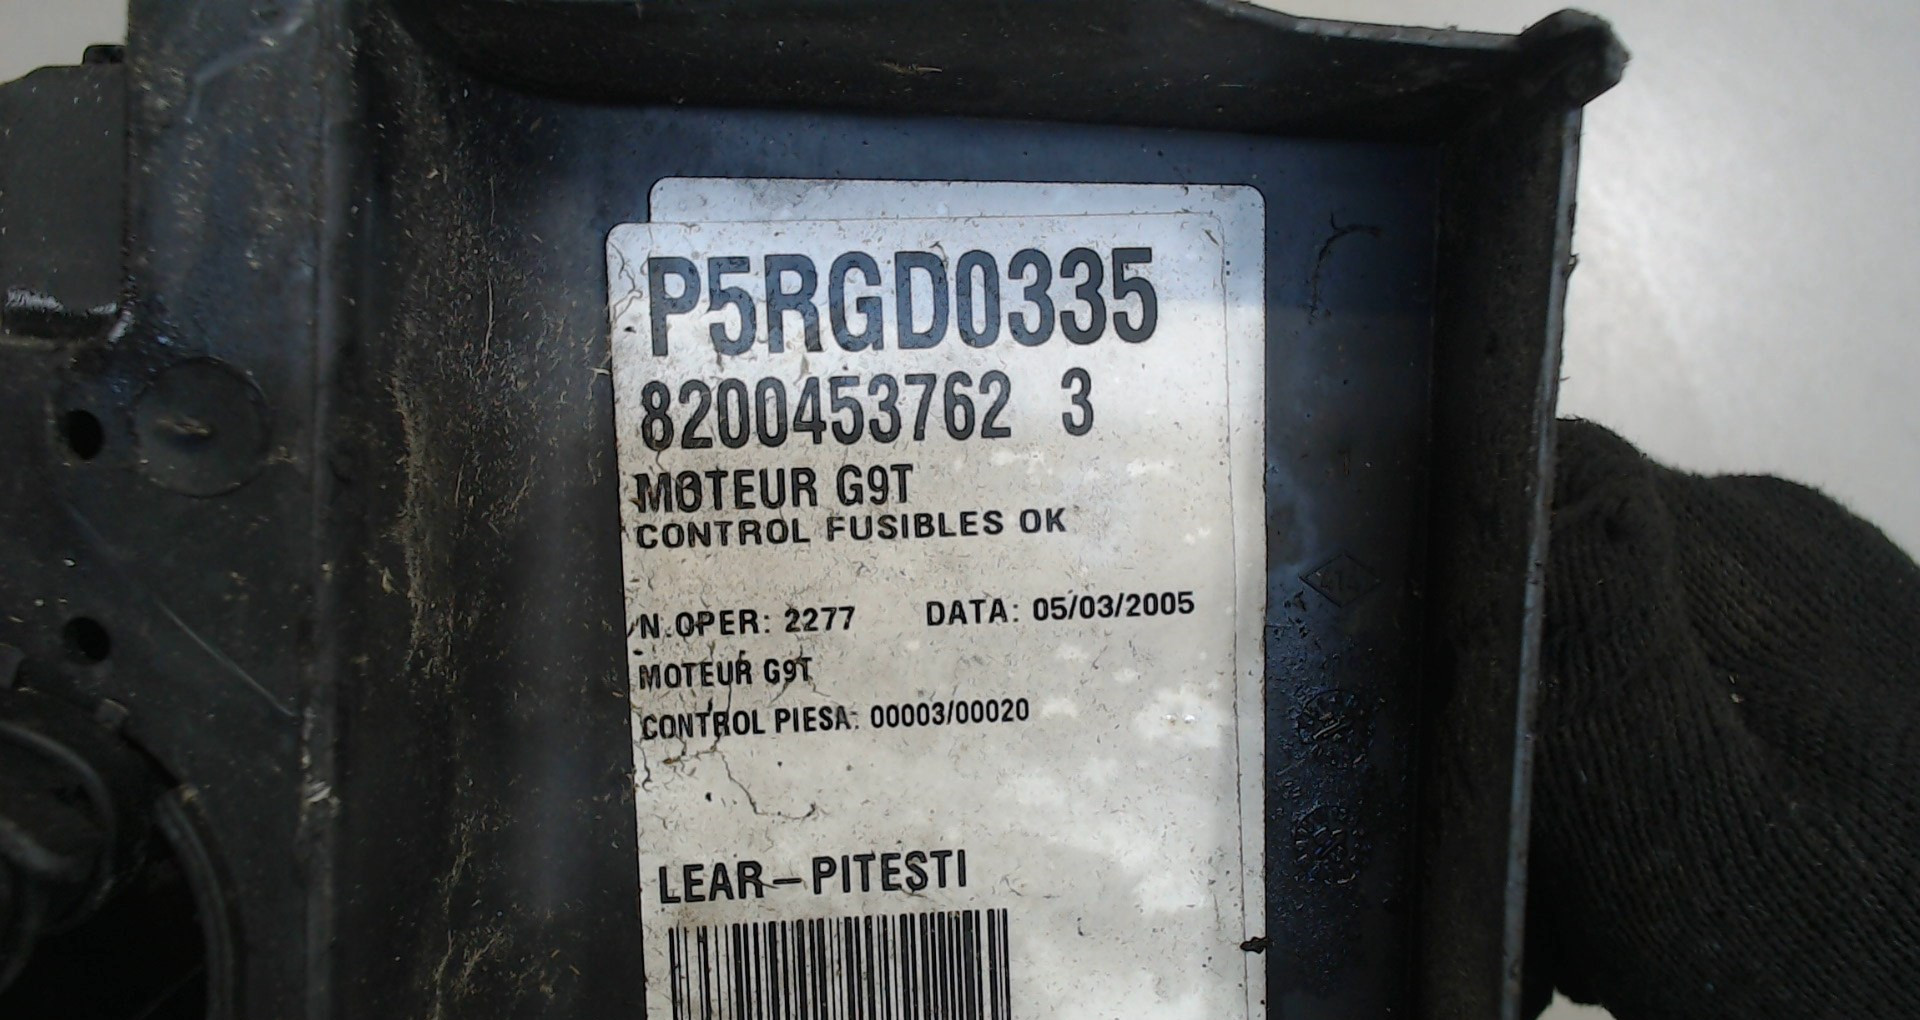 P5RGD0335
8200453762 3
MOTEUR G9T
CONTROL FUSIBLES OK
N.OPER: 2277 DATA: 05/03/2005
MOTEUR G9T
CONTROL PIESA: 00003/00020
LEAR-PITESTI